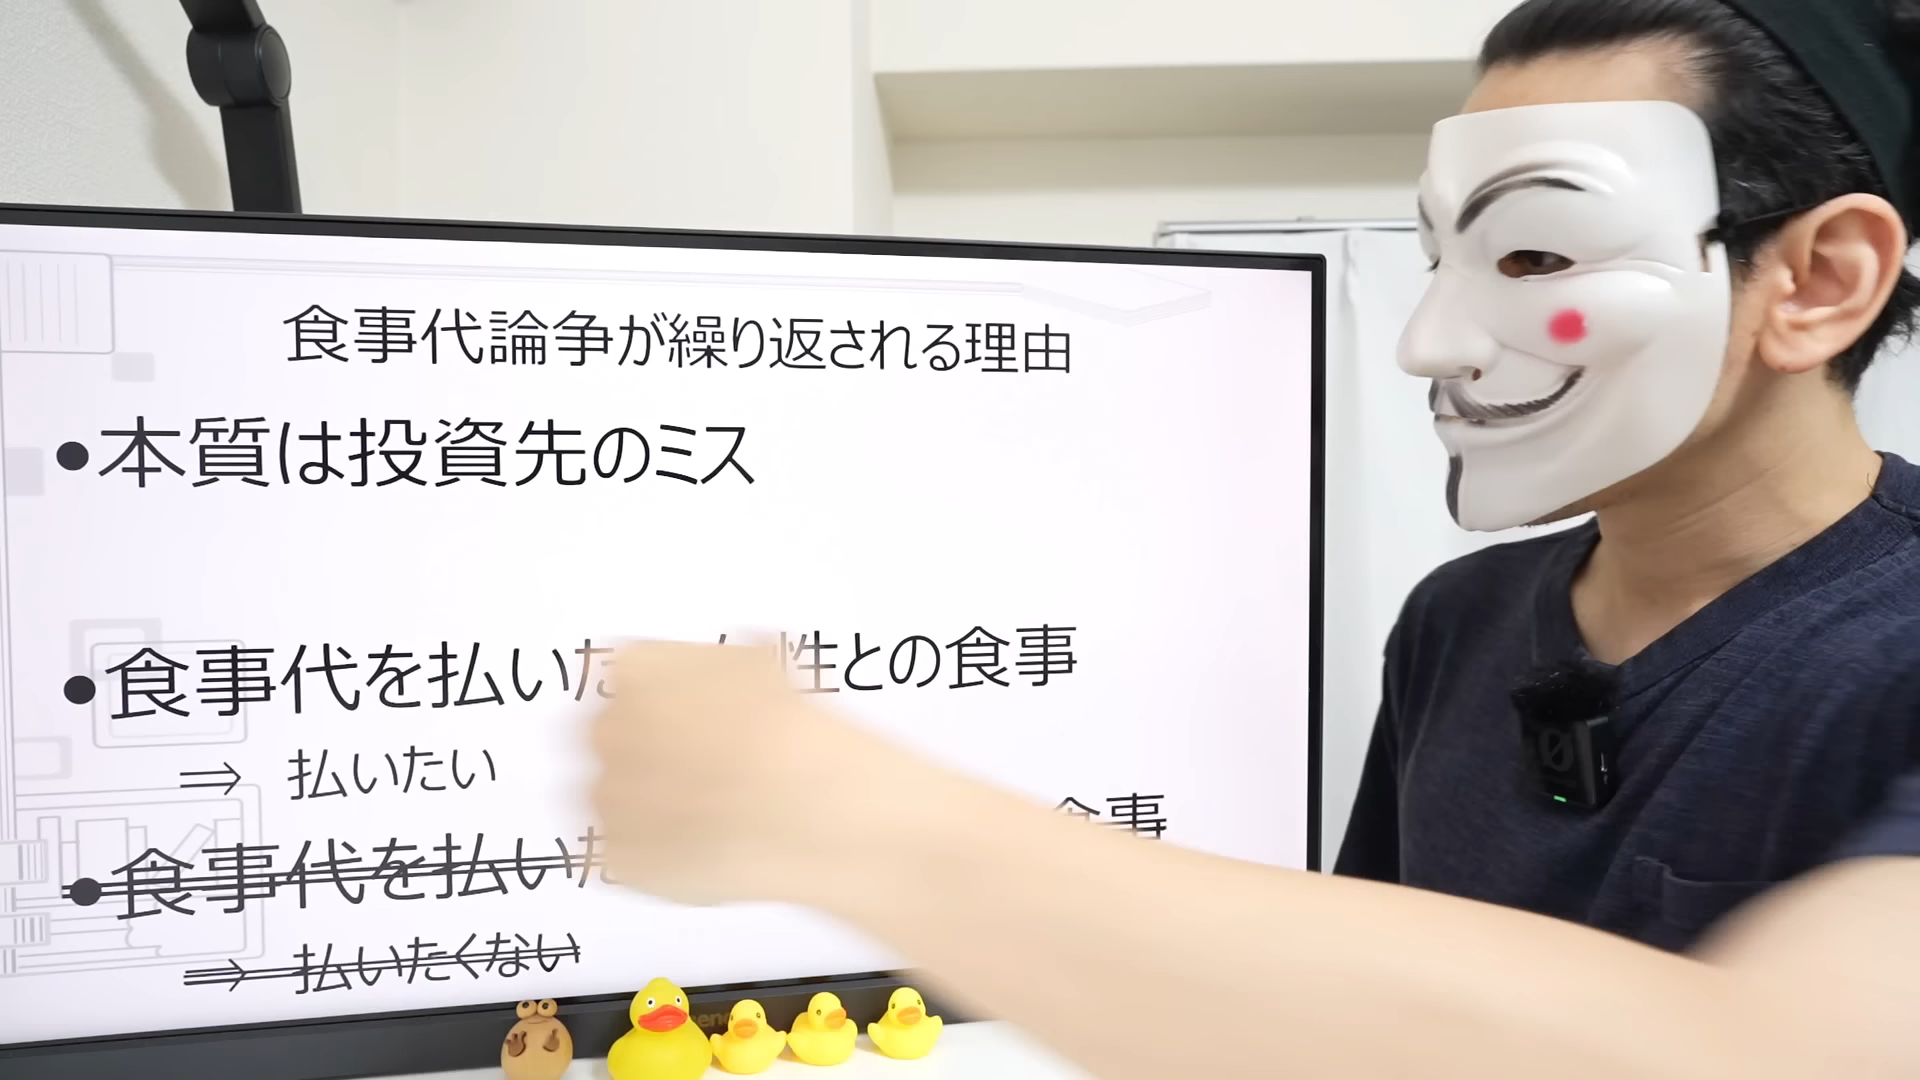 食事代論争が繰り返される理由
•本質は投資先のミス
•食事代を払いた 性との食事
⇒ 払いたい
•食事代を払いた 食事
⇒ 払いたくない